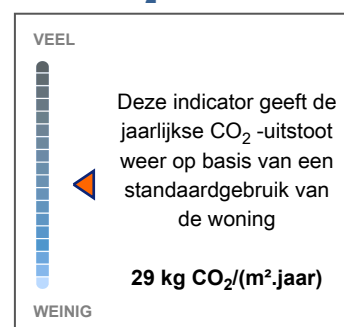 VEEL
Deze indicator geeft de
jaarlijkse CO₂ -uitstoot
weer op basis van een
standaardgebruik van
de woning
29 kg CO₂/(m².jaar)
WEINIG